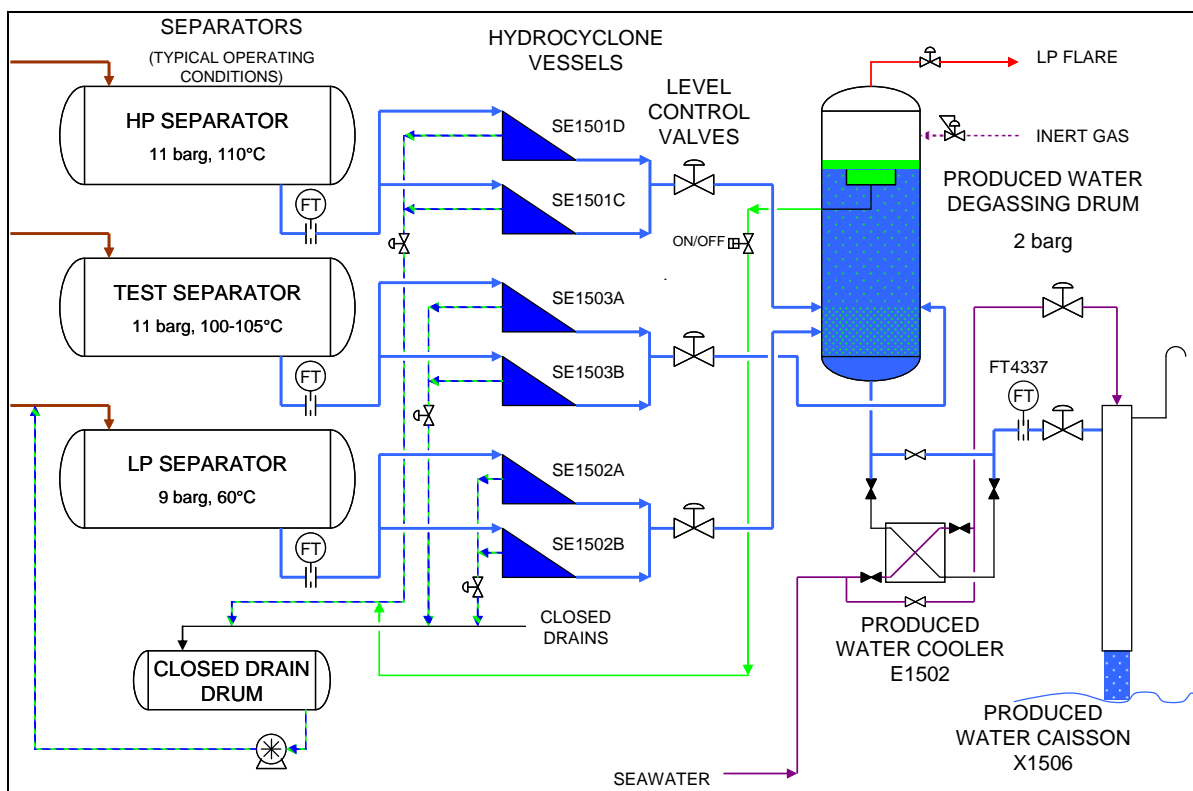 SEPARATORS
(TYPICAL OPERATING
CONDITIONS)
HYDROCYCLONE
VESSELS
LEVEL
CONTROL
VALVES
LP FLARE
INERT GAS
PRODUCED WATER
DEGASSING DRUM
2 barg
HP SEPARATOR
11 barg, 110°C
FT
SE1501D
SE1501C
ON/OFF
TEST SEPARATOR
11 barg, 100-105°C
FT
SE1503A
SE1503B
FT4337
FT
LP SEPARATOR
9 barg, 60°C
FT
SE1502A
SE1502B
CLOSED
DRAINS
CLOSED DRAIN
DRUM
PRODUCED
WATER COOLER
E1502
PRODUCED
WATER CAISSON
X1506
SEAWATER